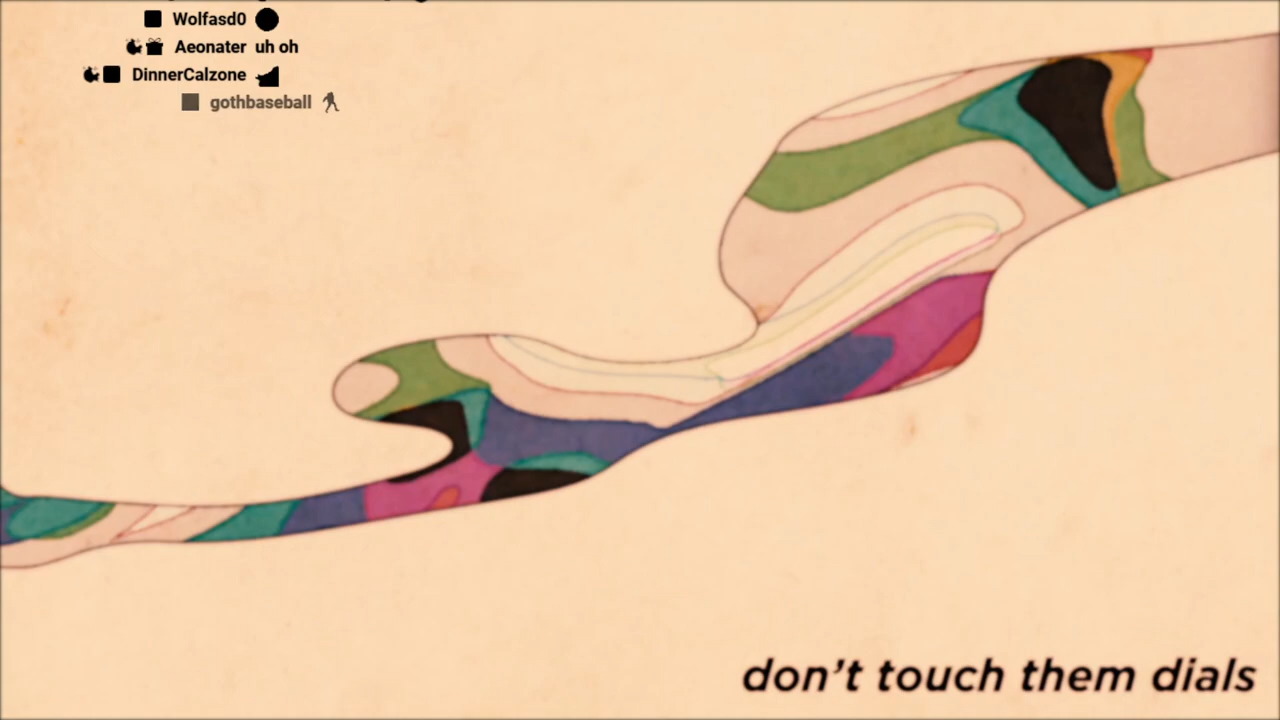 Wolfasd0
Aeonater uh oh
DinnerCalzone
gothbaseball
don't touch them dials